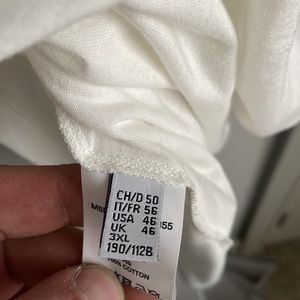 CH/D 50
IT/FR 56
USA 46
UK 46
3XL
190/112B
100% COTTON